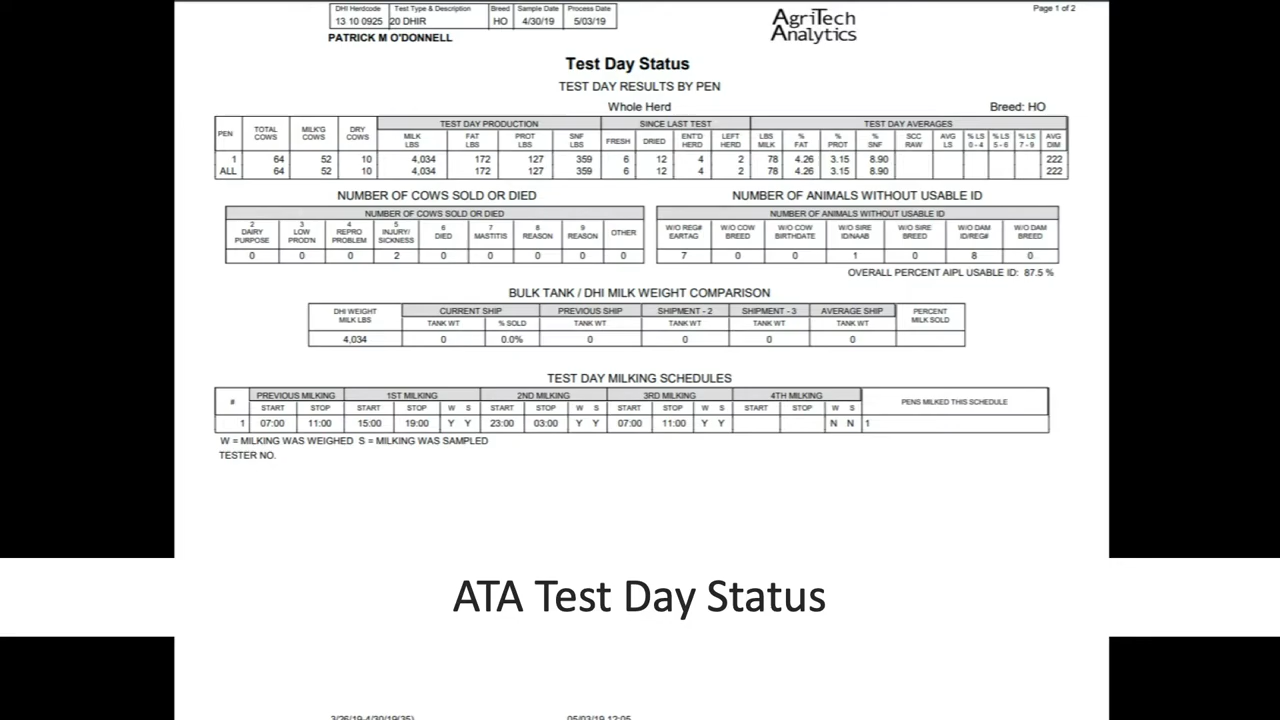 DHI Herdcode Test Type & Description Breed Sample Date Process Date
13 10 0925 20 DHIR HO 4/30/19 5/03/19
PATRICK M O'DONNELL
AgriTech
Analytics
Page 1 of 2
Test Day Status
TEST DAY RESULTS BY PEN
Whole Herd
Breed: HO
PEN TOTAL COWS MILK'G COWS DRY COWS TEST DAY PRODUCTION SINCE LAST TEST TEST DAY AVERAGES
MILK LBS FAT LBS PROT LBS SNF LBS FRESH DRIED ENT'D HERD LEFT HERD LBS MILK % FAT % PROT % SNF SCC RAW AVG LS % LS 0 - 4 % LS 5 - 6 % LS 7 - 9 AVG DIM
1 64 52 10 4,034 172 127 359 6 12 4 2 78 4.26 3.15 8.90 222
ALL 64 52 10 4,034 172 127 359 6 12 4 2 78 4.26 3.15 8.90 222
NUMBER OF COWS SOLD OR DIED
NUMBER OF COWS SOLD OR DIED
2 DAIRY PURPOSE 3 LOW PROD'N 4 REPRO PROBLEM 5 INJURY/ SICKNESS 6 DIED 7 MASTITIS 8 REASON 9 REASON OTHER
0 0 0 2 0 0 0 0 0
NUMBER OF ANIMALS WITHOUT USABLE ID
NUMBER OF ANIMALS WITHOUT USABLE ID
W/O REG# EARTAG W/O COW BREED W/O COW BIRTHDATE W/O SIRE ID/NAAB W/O SIRE BREED W/O DAM ID/REG# W/O DAM BREED
7 0 0 1 0 8 0
OVERALL PERCENT AIPL USABLE ID: 87.5 %
BULK TANK / DHI MILK WEIGHT COMPARISON
DHI WEIGHT MILK LBS CURRENT SHIP PREVIOUS SHIP SHIPMENT - 2 SHIPMENT - 3 AVERAGE SHIP PERCENT MILK SOLD
TANK WT % SOLD TANK WT TANK WT TANK WT TANK WT
4,034 0 0.0% 0 0 0 0
TEST DAY MILKING SCHEDULES
# PREVIOUS MILKING 1ST MILKING 2ND MILKING 3RD MILKING 4TH MILKING PENS MILKED THIS SCHEDULE
START STOP START STOP W S START STOP W S START STOP W S START STOP W S
1 07:00 11:00 15:00 19:00 Y Y 23:00 03:00 Y Y 07:00 11:00 Y Y N N 1
W = MILKING WAS WEIGHED S = MILKING WAS SAMPLED
TESTER NO.
ATA Test Day Status
3/26/19-4/30/19(35) 05/03/19 12:05